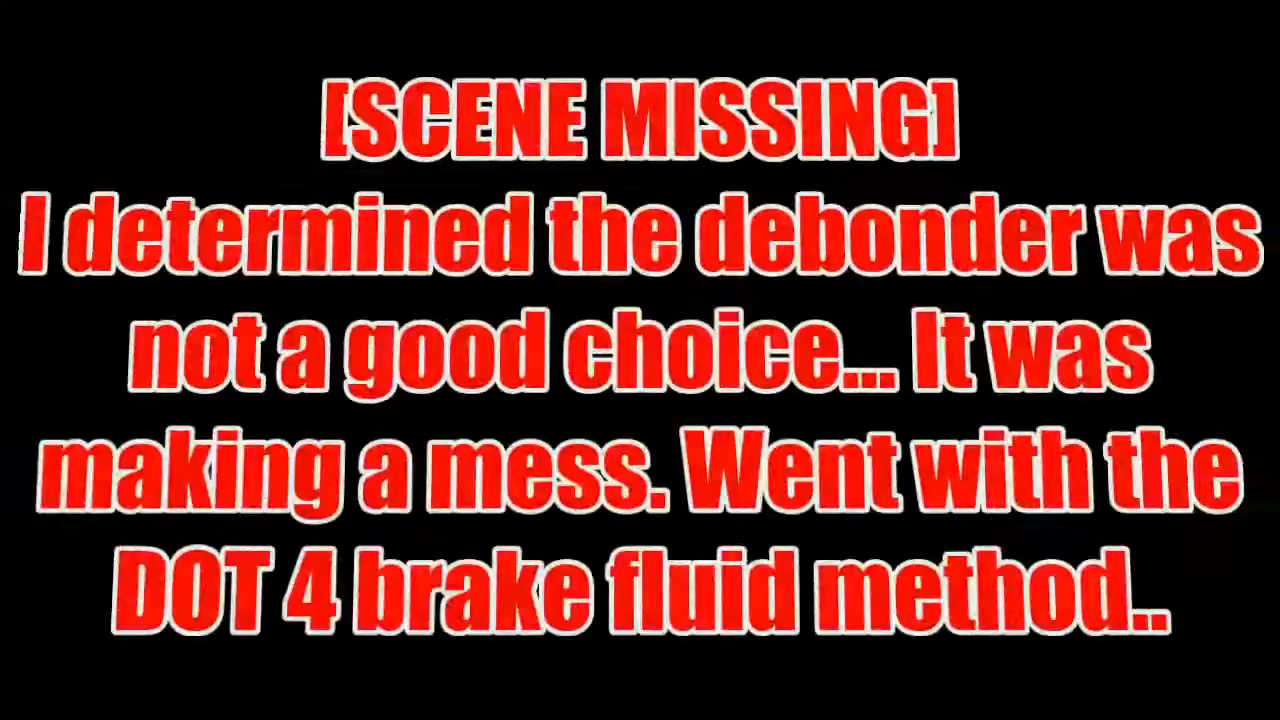 [SCENE MISSING]
I determined the debonder was
not a good choice... It was
making a mess. Went with the
DOT 4 brake fluid method..